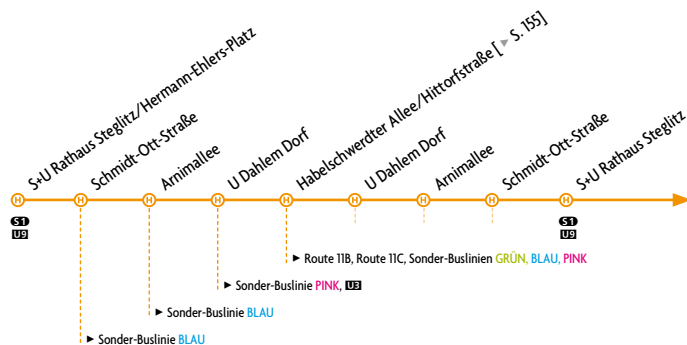 S+U Rathaus Steglitz/Hermann-Ehlers-Platz
Schmidt-Ott-Straße
Arnimallee
U Dahlem Dorf
Habelschwerdter Allee/Hittorfstraße [ ▼ S. 155]
U Dahlem Dorf
Arnimallee
Schmidt-Ott-Straße
S+U Rathaus Steglitz
H H H H H H H H H
S1 S1
U9 U9
► Route 11B, Route 11C, Sonder-Buslinien GRÜN, BLAU, PINK
► Sonder-Buslinie PINK, U3
► Sonder-Buslinie BLAU
► Sonder-Buslinie BLAU